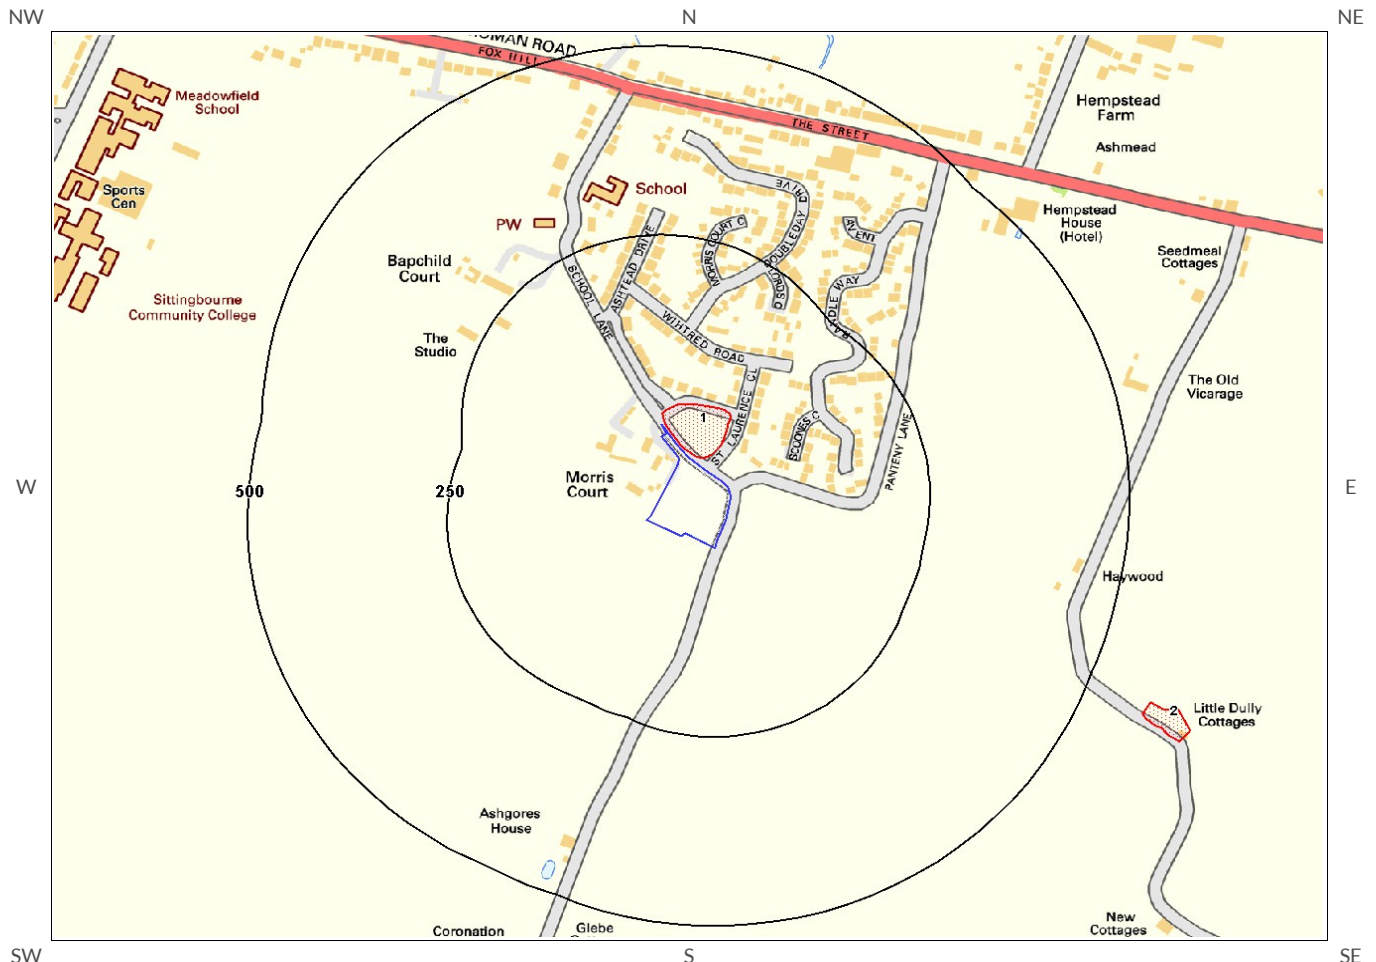 NW
N
NE
ROMAN ROAD
FOX HILL
THE STREET
Meadowfield
School
Hempstead
Farm
Ashmead
Sports
Cen
School
PW
DOUBLEDAY DRIVE
MORRIS COURT C
AVENT
Hempstead
House
(Hotel)
Seedmeal
Cottages
Bapchild
Court
SCHOOL LANE
ASHTEAD DRIVE
Sittingbourne
Community College
WIHTRED ROAD
RANDLE WAY
The
Studio
The Old
Vicarage
ST LAURENCE CL
1
PANTENY LANE
Morris
Court
W
500
250
E
Haywood
2
Little Dully
Cottages
Ashgores
House
Coronation
Glebe
New
Cottages
SW
S
SE